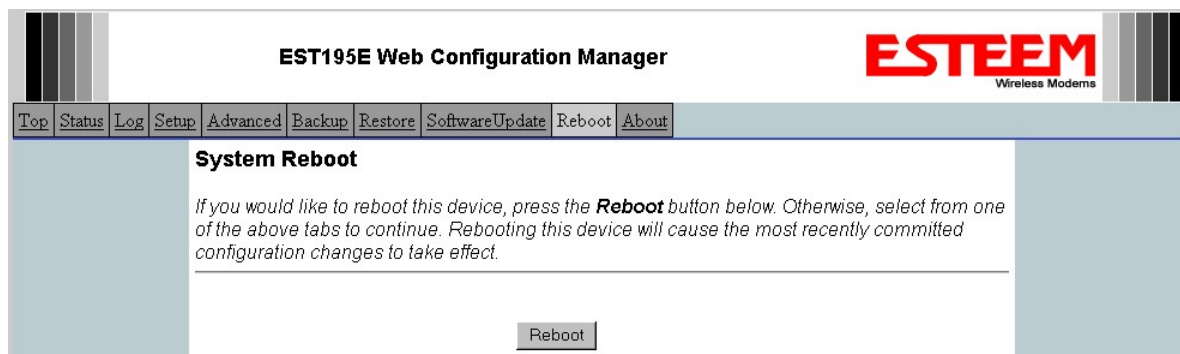 EST195E Web Configuration Manager
ESTEEM
Wireless Modems
Top Status Log Setup Advanced Backup Restore SoftwareUpdate Reboot About
System Reboot
If you would like to reboot this device, press the Reboot button below. Otherwise, select from one
of the above tabs to continue. Rebooting this device will cause the most recently committed
configuration changes to take effect.
Reboot